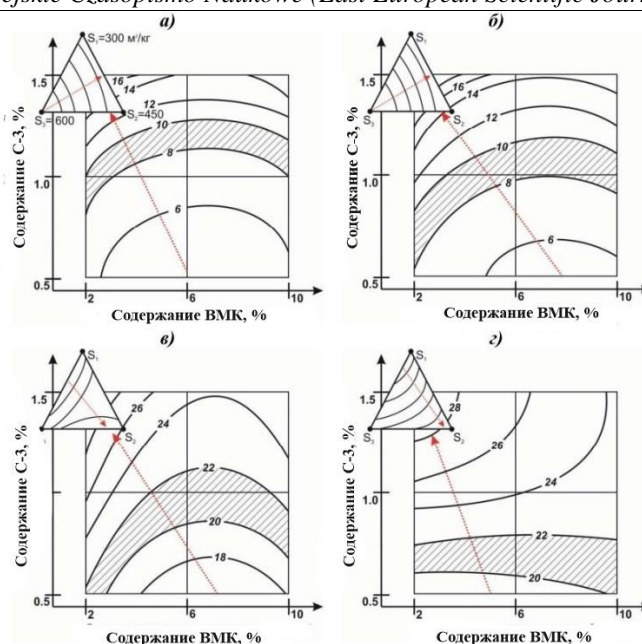 ejskie Czasopismo Naukowe (East European Scientific Jour
а)
б)
S₁=300 м²/кг
S₃=600
S₂=450
1.5
1.0
0.5
16
14
12
10
8
6
2
6
10
Содержание С-3, %
Содержание ВМК, %
S₁
S₃
S₂
1.5
1.0
0.5
16
14
12
10
8
6
2
6
10
Содержание С-3, %
Содержание ВМК, %
в)
г)
S₁
S₂
1.5
0.5
26
24
22
20
18
2
6
10
Содержание С-3, %
Содержание ВМК, %
S₁
S₃
S₂
1.5
1.0
0.5
28
26
24
22
20
2
6
10
Содержание С-3, %
Содержание ВМК, %